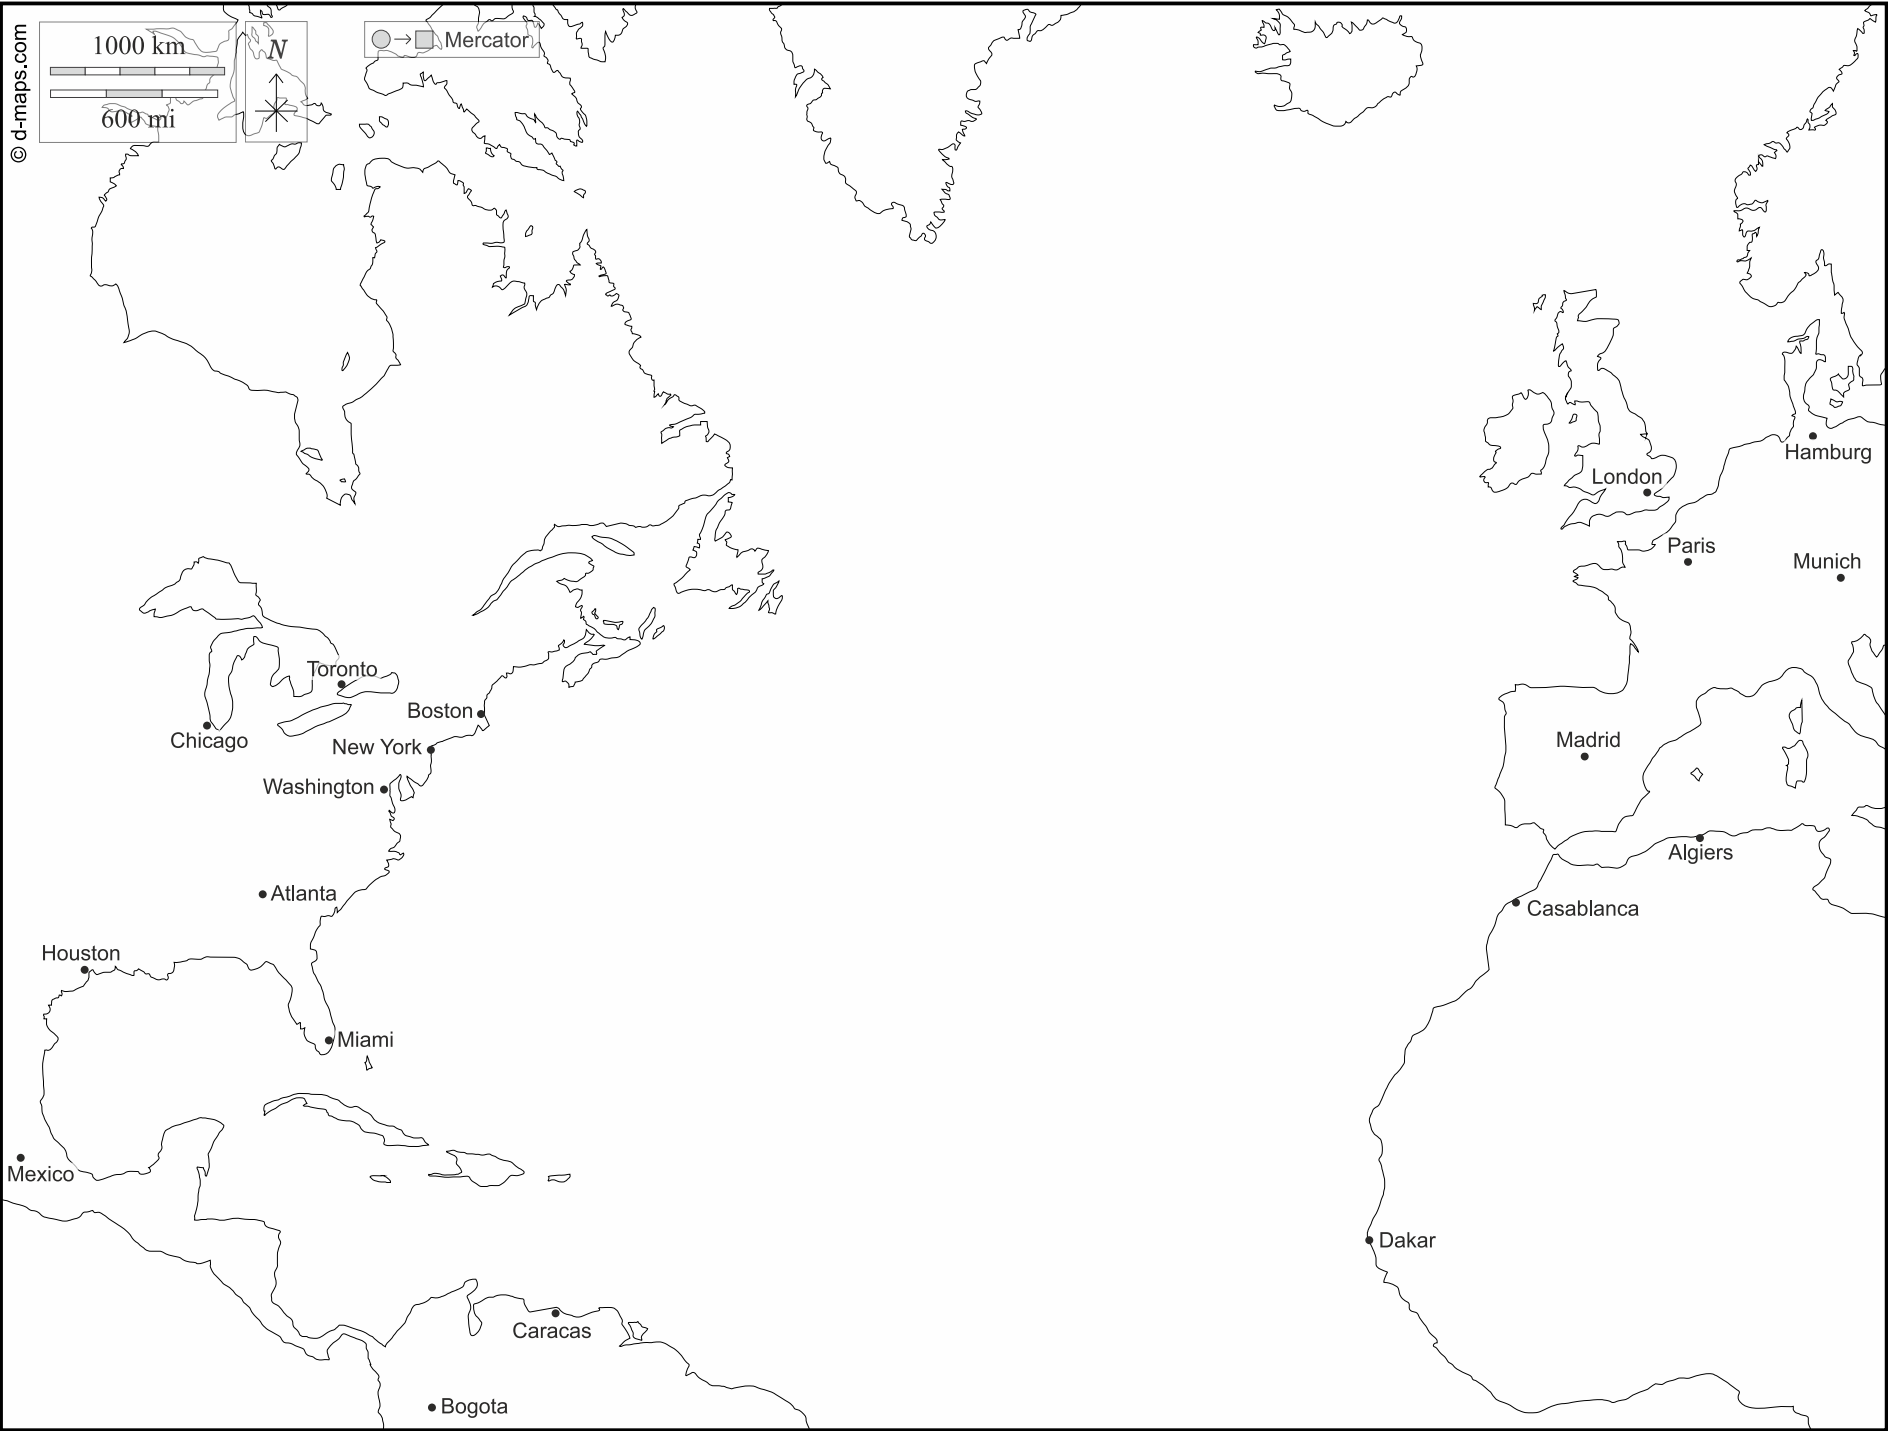 © d-maps.com
1000 km
600 mi
N
Mercator
Hamburg
London
Paris
Munich
Toronto
Boston
Chicago
New York
Madrid
Washington
Algiers
Atlanta
Casablanca
Houston
Miami
Mexico
Dakar
Caracas
Bogota